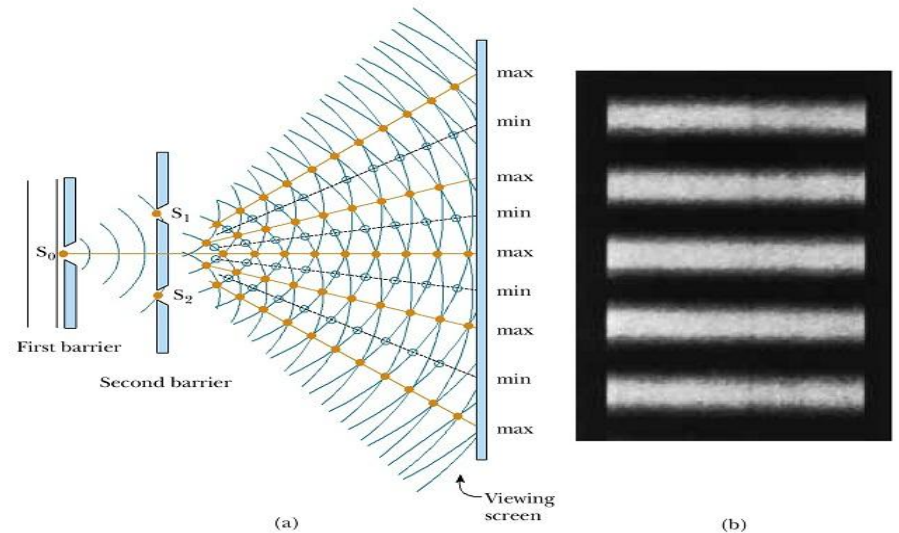 max
min
max
S₁
min
S₀
max
min
S₂
max
First barrier
min
Second barrier
max
Viewing
screen
(a)
(b)